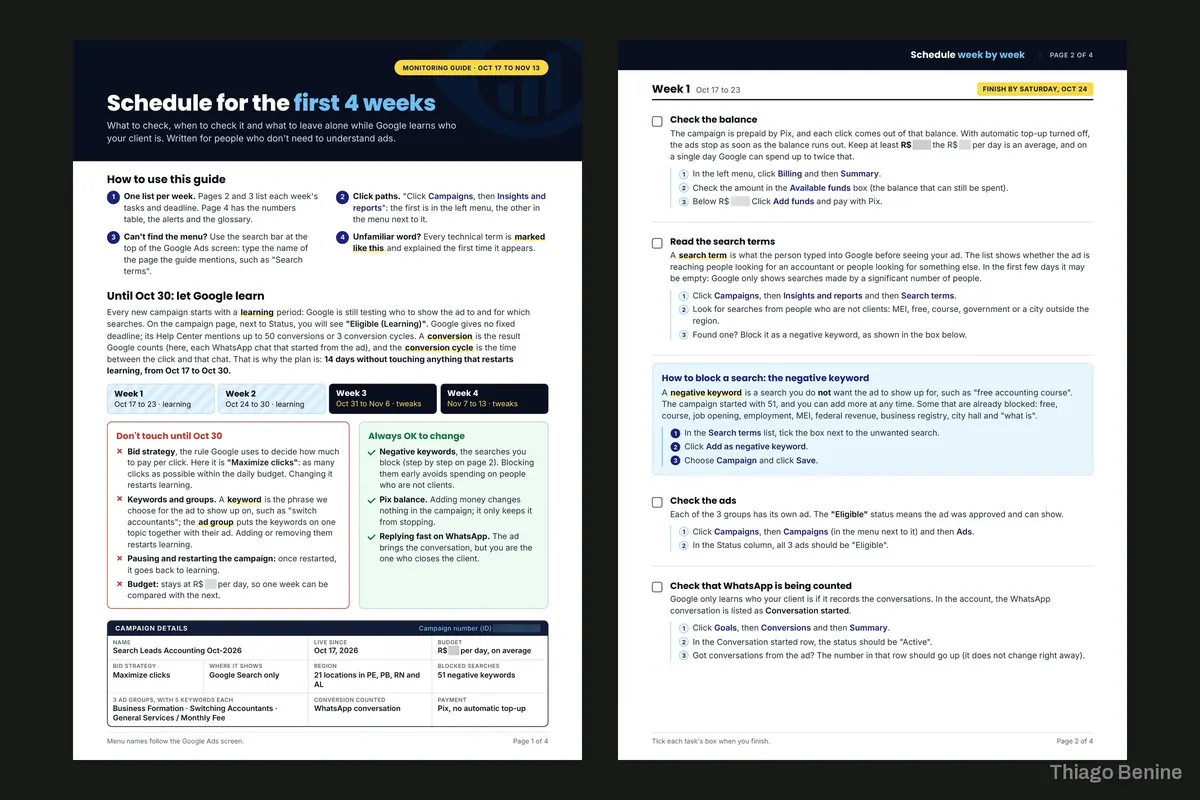 MONITORING GUIDE · OCT 17 TO NOV 13
Schedule for the first 4 weeks
What to check, when to check it and what to leave alone while Google learns who
your client is. Written for people who don't need to understand ads.
How to use this guide
1 One list per week. Pages 2 and 3 list each week's
tasks and deadline. Page 4 has the numbers
table, the alerts and the glossary.
2 Click paths. "Click Campaigns, then Insights and
reports": the first is in the left menu, the other in
the menu next to it.
3 Can't find the menu? Use the search bar at the
top of the Google Ads screen: type the name of
the page the guide mentions, such as "Search
terms".
4 Unfamiliar word? Every technical term is marked
like this and explained the first time it appears.
Until Oct 30: let Google learn
Every new campaign starts with a learning period: Google is still testing who to show the ad to and for which
searches. On the campaign page, next to Status, you will see "Eligible (Learning)". Google gives no fixed
deadline; its Help Center mentions up to 50 conversions or 3 conversion cycles. A conversion is the result
Google counts (here, each WhatsApp chat that started from the ad), and the conversion cycle is the time
between the click and that chat. That is why the plan is: 14 days without touching anything that restarts
learning, from Oct 17 to Oct 30.
Week 1
Oct 17 to 23 · learning
Week 2
Oct 24 to 30 · learning
Week 3
Oct 31 to Nov 6 · tweaks
Week 4
Nov 7 to 13 · tweaks
Don't touch until Oct 30
✕ Bid strategy, the rule Google uses to decide how much
to pay per click. Here it is "Maximize clicks": as many
clicks as possible within the daily budget. Changing it
restarts learning.
✕ Keywords and groups. A keyword is the phrase we
choose for the ad to show up on, such as "switch
accountants"; the ad group puts the keywords on one
topic together with their ad. Adding or removing them
restarts learning.
✕ Pausing and restarting the campaign: once restarted,
it goes back to learning.
✕ Budget: stays at R$ per day, so one week can be
compared with the next.
Always OK to change
✓ Negative keywords, the searches you
block (step by step on page 2). Blocking
them early avoids spending on people
who are not clients.
✓ Pix balance. Adding money changes
nothing in the campaign; it only keeps it
from stopping.
✓ Replying fast on WhatsApp. The ad
brings the conversation, but you are the
one who closes the client.
CAMPAIGN DETAILS
Campaign number (ID)
NAME
Search Leads Accounting Oct-2026
LIVE SINCE
Oct 17, 2026
BUDGET
R$ per day, on average
BID STRATEGY
Maximize clicks
WHERE IT SHOWS
Google Search only
REGION
21 locations in PE, PB, RN and
AL
BLOCKED SEARCHES
51 negative keywords
3 AD GROUPS, WITH 5 KEYWORDS EACH
Business Formation · Switching Accountants ·
General Services / Monthly Fee
CONVERSION COUNTED
WhatsApp conversation
PAYMENT
Pix, no automatic top-up
Menu names follow the Google Ads screen.
Page 1 of 4
Schedule week by week
PAGE 2 OF 4
Week 1 Oct 17 to 23
FINISH BY SATURDAY, OCT 24
Check the balance
The campaign is prepaid by Pix, and each click comes out of that balance. With automatic top-up turned off,
the ads stop as soon as the balance runs out. Keep at least R$ the R$ per day is an average, and on
a single day Google can spend up to twice that.
1 In the left menu, click Billing and then Summary.
2 Check the amount in the Available funds box (the balance that can still be spent).
3 Below R$ Click Add funds and pay with Pix.
Read the search terms
A search term is what the person typed into Google before seeing your ad. The list shows whether the ad is
reaching people looking for an accountant or people looking for something else. In the first few days it may
be empty: Google only shows searches made by a significant number of people.
1 Click Campaigns, then Insights and reports and then Search terms.
2 Look for searches from people who are not clients: MEI, free, course, government or a city outside the
region.
3 Found one? Block it as a negative keyword, as shown in the box below.
How to block a search: the negative keyword
A negative keyword is a search you do not want the ad to show up for, such as "free accounting course".
The campaign started with 51, and you can add more at any time. Some that are already blocked: free,
course, job opening, employment, MEI, federal revenue, business registry, city hall and "what is".
1 In the Search terms list, tick the box next to the unwanted search.
2 Click Add as negative keyword.
3 Choose Campaign and click Save.
Check the ads
Each of the 3 groups has its own ad. The "Eligible" status means the ad was approved and can show.
1 Click Campaigns, then Campaigns (in the menu next to it) and then Ads.
2 In the Status column, all 3 ads should be "Eligible".
Check that WhatsApp is being counted
Google only learns who your client is if it records the conversations. In the account, the WhatsApp
conversation is listed as Conversation started.
1 Click Goals, then Conversions and then Summary.
2 In the Conversation started row, the status should be "Active".
3 Got conversations from the ad? The number in that row should go up (it does not change right away).
Tick each task's box when you finish.
Page 2 of 4
Thiago Benine